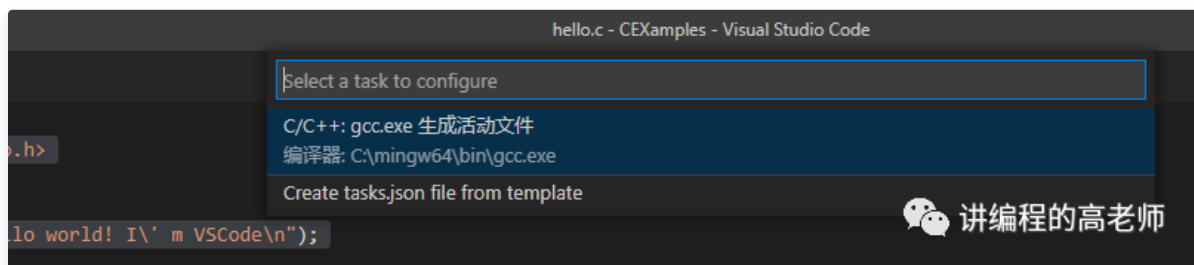 hello.c - CEXamples - Visual Studio Code
Select a task to configure
C/C++: gcc.exe 生成活动文件
编译器: C:\mingw64\bin\gcc.exe
.h>
Create tasks.json file from template
讲编程的高老师
lo world! I\' m VSCode\n");